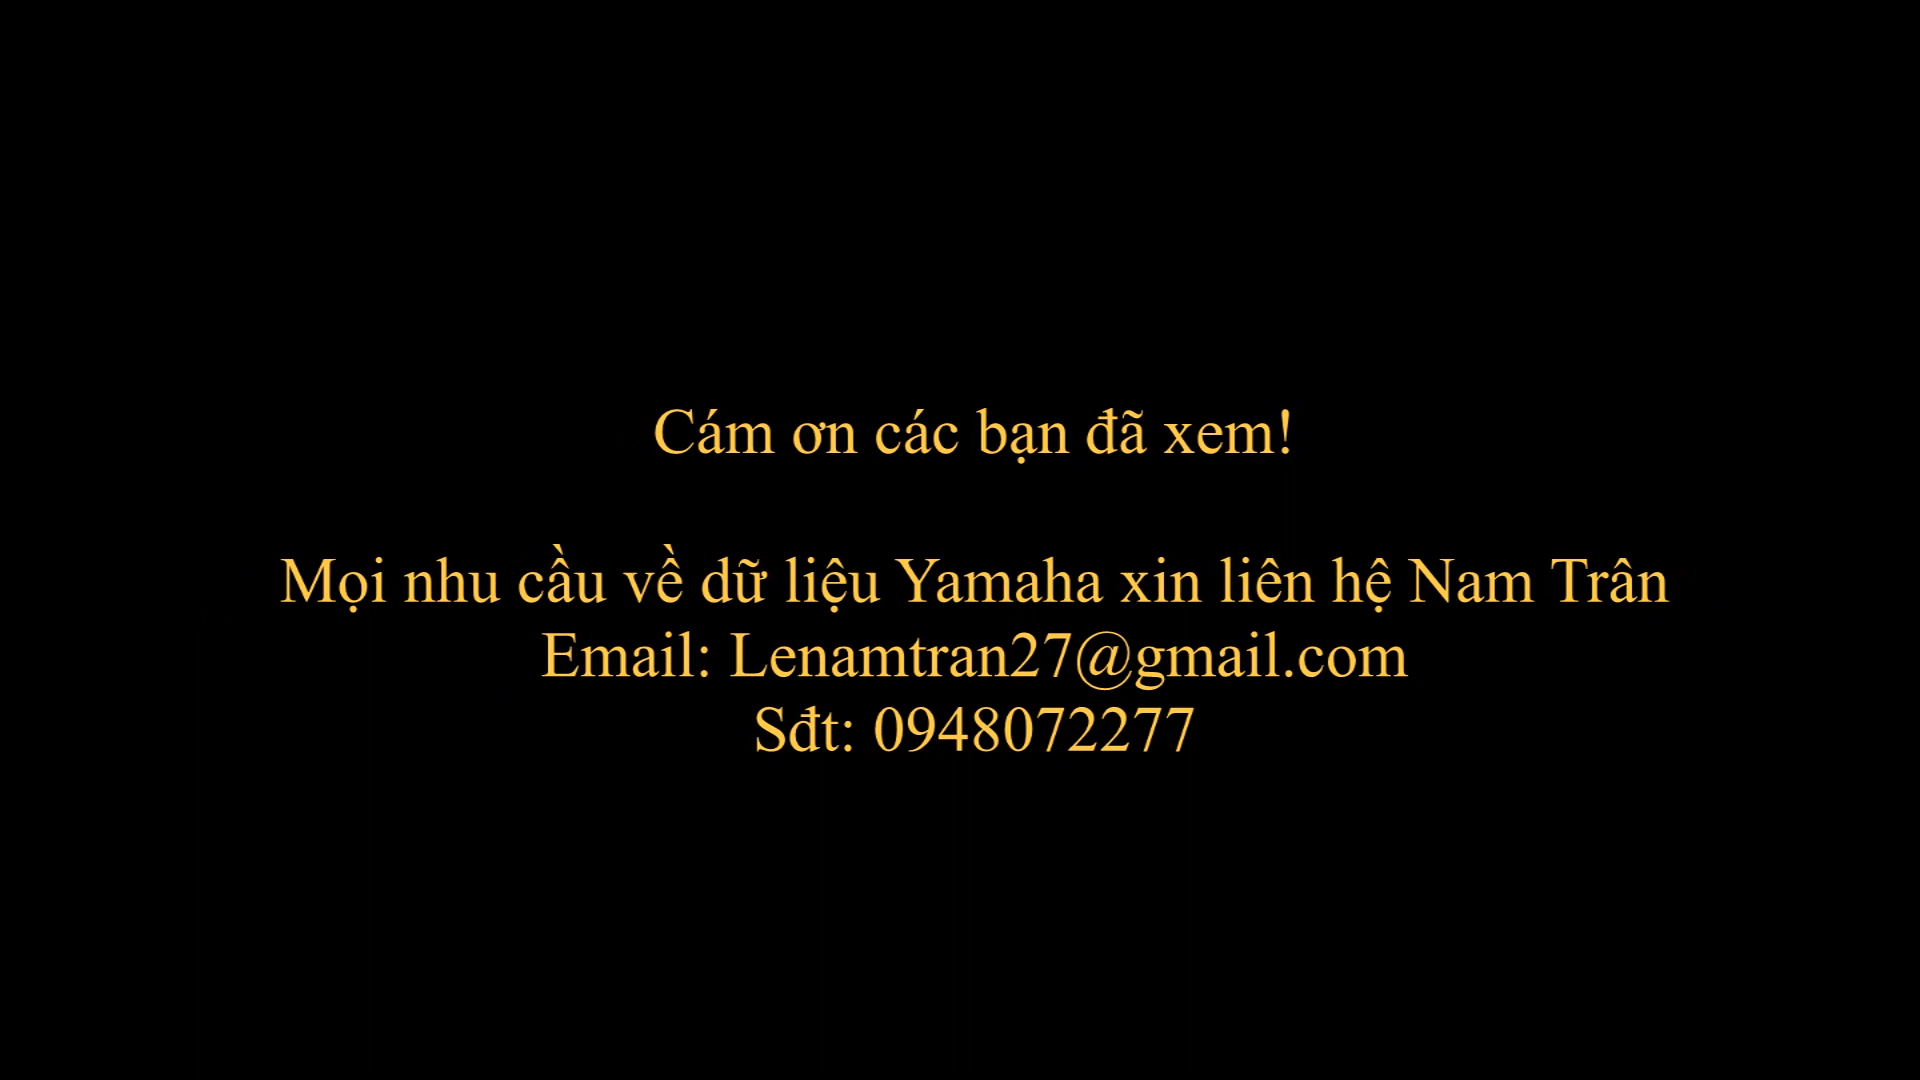 Cám ơn các bạn đã xem!
Mọi nhu cầu về dữ liệu Yamaha xin liên hệ Nam Trân
Email: Lenamtran27@gmail.com
Sđt: 0948072277